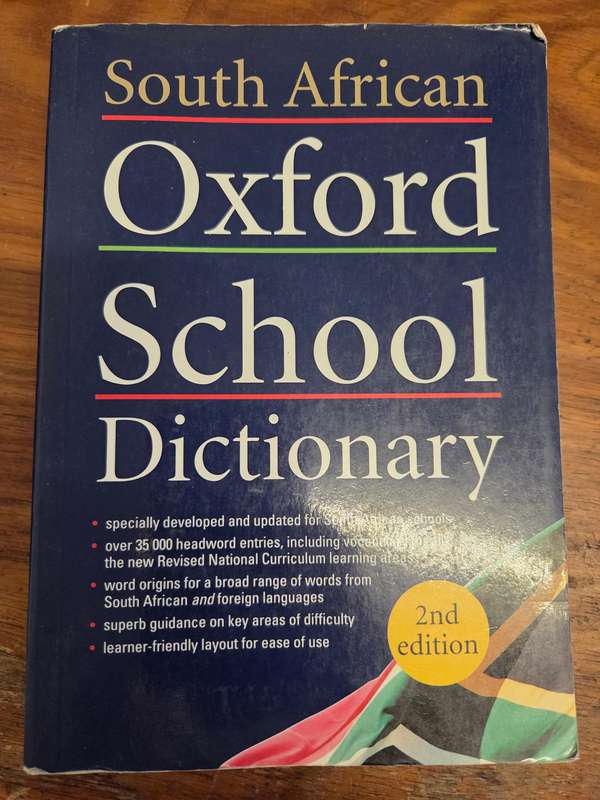 South African
Oxford
School
Dictionary
• specially developed and updated for South African schools
• over 35 000 headword entries, including
the new Revised National Curriculum learning areas
• word origins for a broad range of words from
South African and foreign languages
• superb guidance on key areas of difficulty
• learner-friendly layout for ease of use
2nd
edition